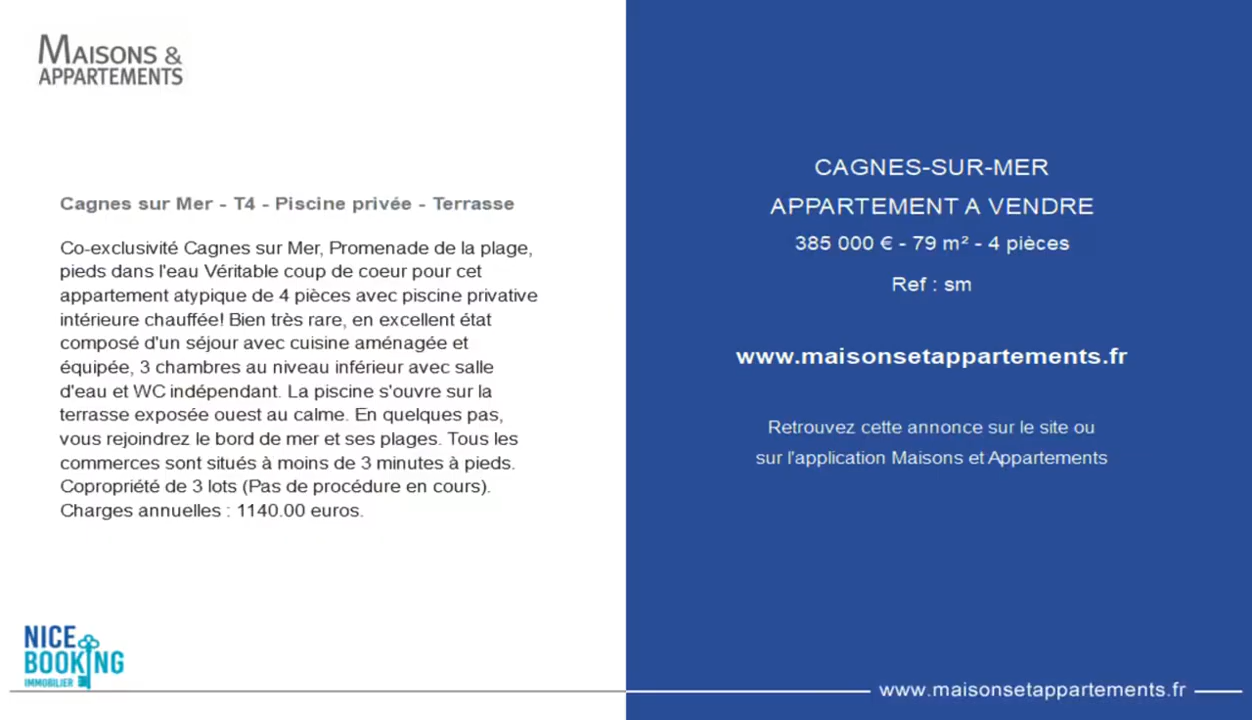 MAISONS &
APPARTEMENTS
Cagnes sur Mer - T4 - Piscine privée - Terrasse
Co-exclusivité Cagnes sur Mer, Promenade de la plage,
pieds dans l'eau Véritable coup de coeur pour cet
appartement atypique de 4 pièces avec piscine privative
intérieure chauffée! Bien très rare, en excellent état
composé d'un séjour avec cuisine aménagée et
équipée, 3 chambres au niveau inférieur avec salle
d'eau et WC indépendant. La piscine s'ouvre sur la
terrasse exposée ouest au calme. En quelques pas,
vous rejoindrez le bord de mer et ses plages. Tous les
commerces sont situés à moins de 3 minutes à pieds.
Copropriété de 3 lots (Pas de procédure en cours).
Charges annuelles : 1140.00 euros.
NICE
BOOKING
IMMOBILIER
CAGNES-SUR-MER
APPARTEMENT A VENDRE
385 000 € - 79 m² - 4 pièces
Ref : sm
www.maisonsetappartements.fr
Retrouvez cette annonce sur le site ou
sur l'application Maisons et Appartements
www.maisonsetappartements.fr